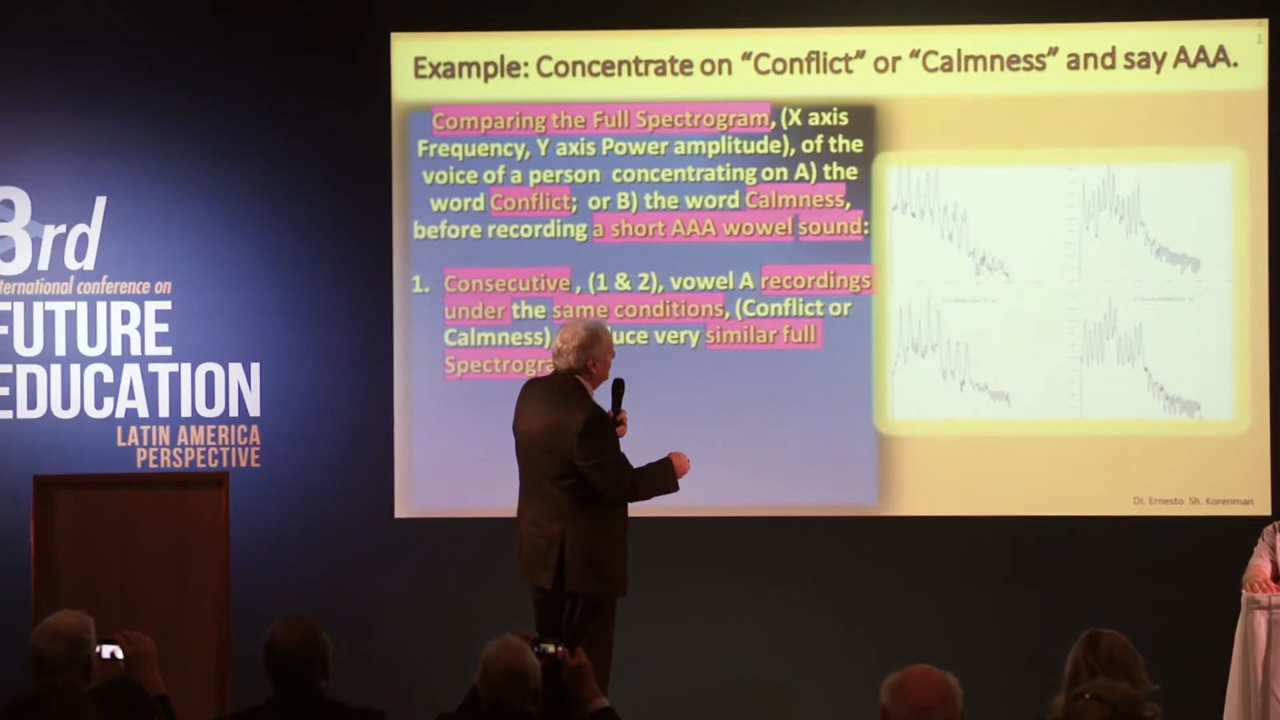 Example: Concentrate on “Conflict” or “Calmness” and say AAA.
Comparing the Full Spectrogram, (X axis
Frequency, Y axis Power amplitude), of the
voice of a person concentrating on A) the
word Conflict; or B) the word Calmness,
before recording a short AAA wowel sound:
1. Consecutive , (1 & 2), vowel A recordings
under the same conditions, (Conflict or
Calmness) uce very similar full
Spectrogra
Dr. Ernesto Sh. Korenman
3rd
ternational conference on
FUTURE
EDUCATION
LATIN AMERICA
PERSPECTIVE